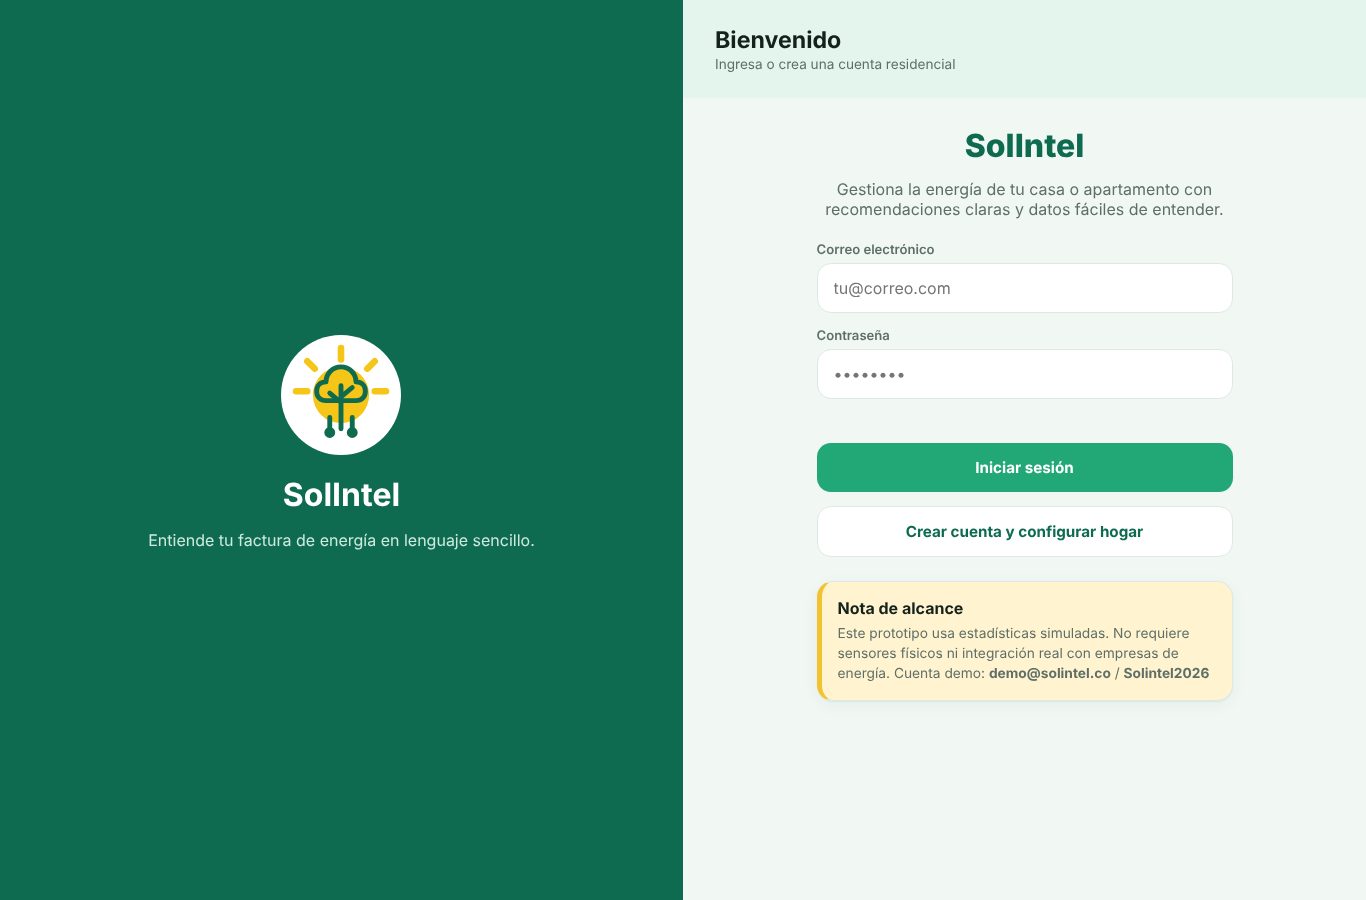 SolIntel
Entiende tu factura de energía en lenguaje sencillo.
Bienvenido
Ingresa o crea una cuenta residencial
SolIntel
Gestiona la energía de tu casa o apartamento con
recomendaciones claras y datos fáciles de entender.
Correo electrónico
tu@correo.com
Contraseña
••••••••
Iniciar sesión
Crear cuenta y configurar hogar
Nota de alcance
Este prototipo usa estadísticas simuladas. No requiere
sensores físicos ni integración real con empresas de
energía. Cuenta demo: demo@solintel.co / Solintel2026